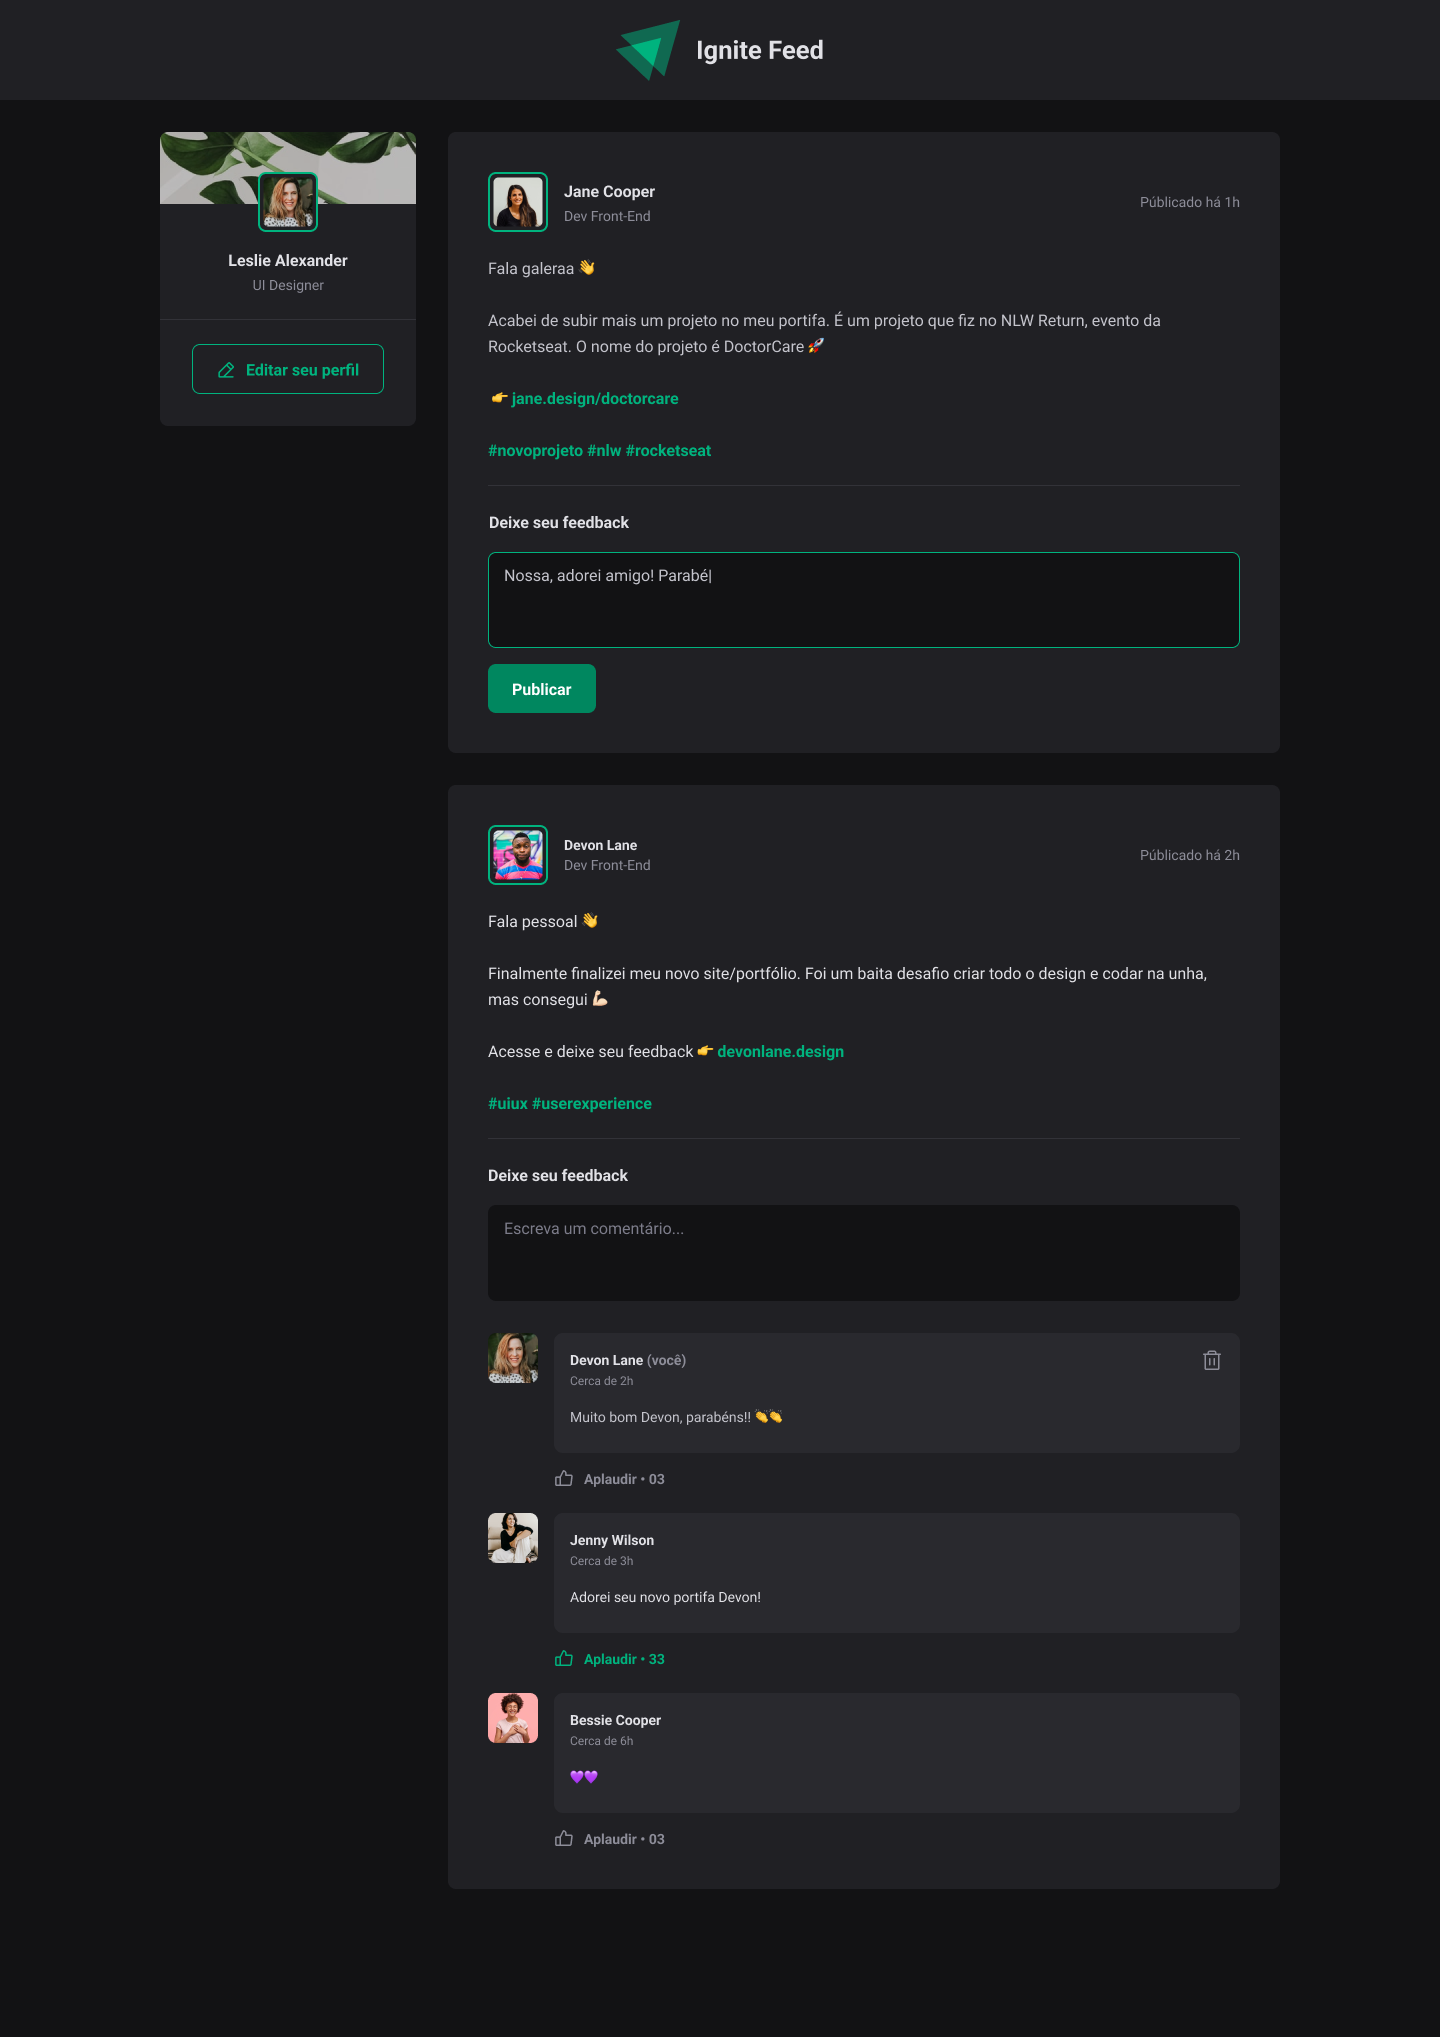 Ignite Feed
Leslie Alexander
UI Designer
Editar seu perfil
Jane Cooper
Dev Front-End
Públicado há 1h
Fala galeraa 👋
Acabei de subir mais um projeto no meu portifa. É um projeto que fiz no NLW Return, evento da
Rocketseat. O nome do projeto é DoctorCare 🚀
👉 jane.design/doctorcare
#novoprojeto #nlw #rocketseat
Deixe seu feedback
Nossa, adorei amigo! Parabé|
Publicar
Devon Lane
Dev Front-End
Públicado há 2h
Fala pessoal 👋
Finalmente finalizei meu novo site/portfólio. Foi um baita desafio criar todo o design e codar na unha,
mas consegui 💪🏻
Acesse e deixe seu feedback 👉 devonlane.design
#uiux #userexperience
Deixe seu feedback
Escreva um comentário...
Devon Lane (você)
Cerca de 2h
Muito bom Devon, parabéns!! 👏👏
Aplaudir • 03
Jenny Wilson
Cerca de 3h
Adorei seu novo portifa Devon!
Aplaudir • 33
Bessie Cooper
Cerca de 6h
💜💜
Aplaudir • 03